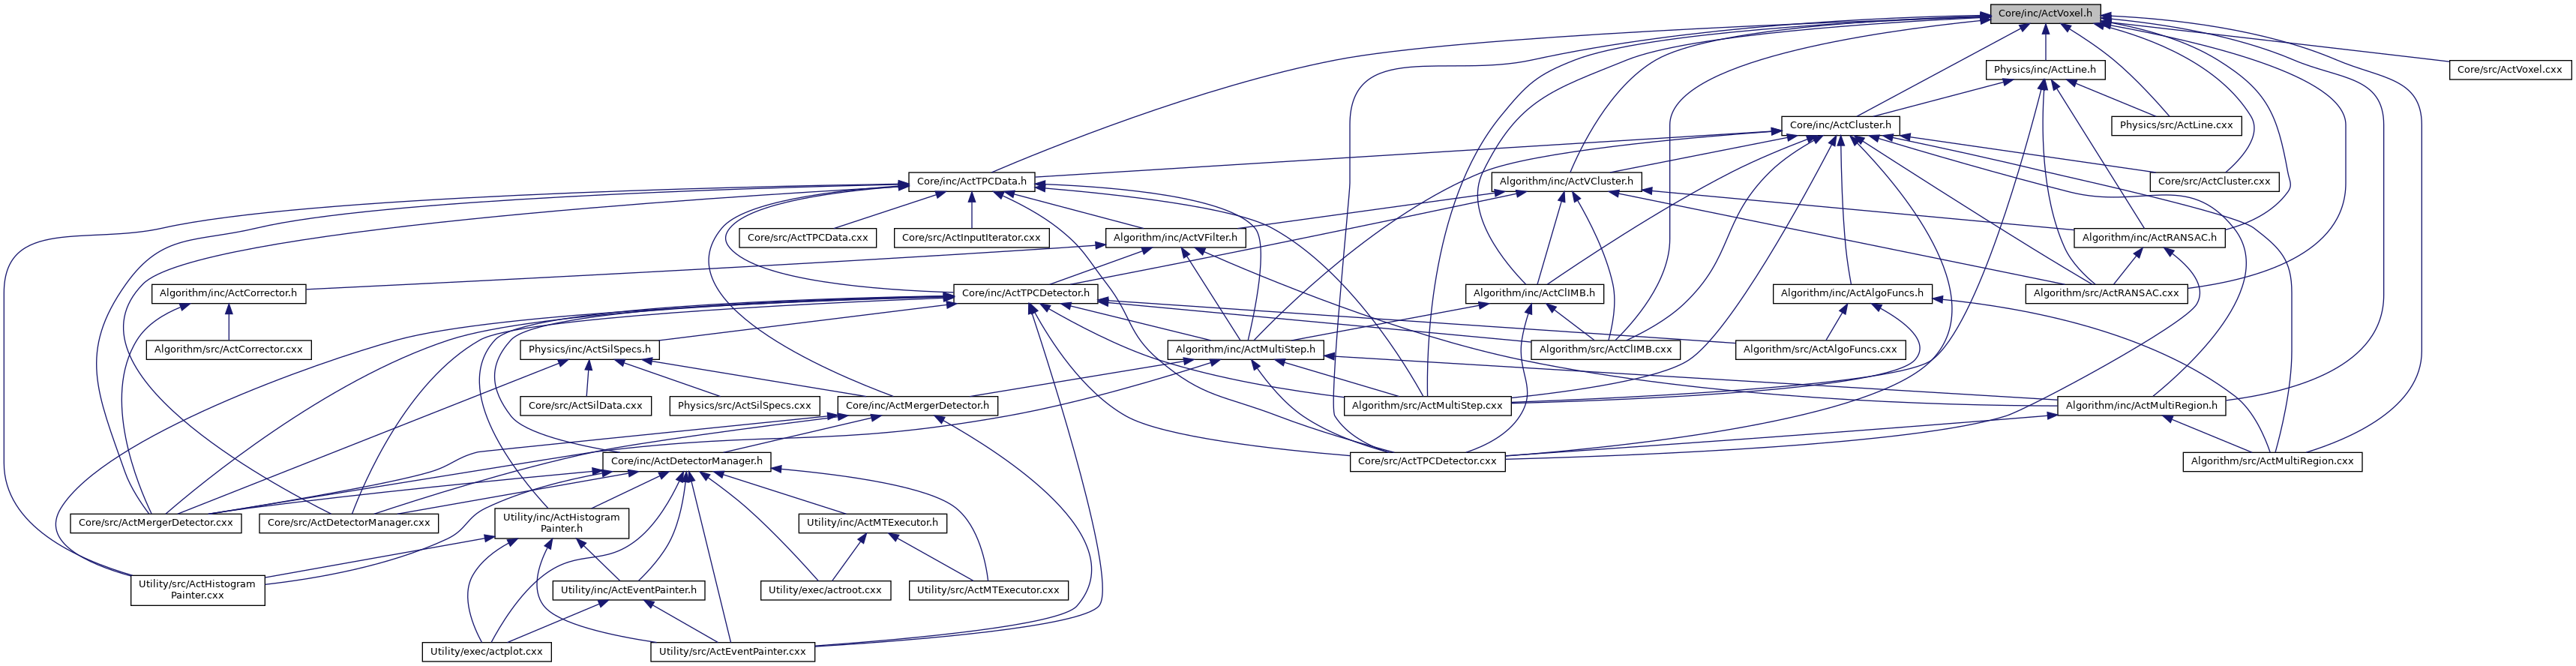 Core/inc/ActVoxel.h
Physics/inc/ActLine.h
Core/src/ActVoxel.cxx
Core/inc/ActCluster.h
Physics/src/ActLine.cxx
Core/inc/ActTPCData.h
Algorithm/inc/ActVCluster.h
Core/src/ActCluster.cxx
Core/src/ActTPCData.cxx
Core/src/ActInputIterator.cxx
Algorithm/inc/ActVFilter.h
Algorithm/inc/ActRANSAC.h
Algorithm/inc/ActCorrector.h
Core/inc/ActTPCDetector.h
Algorithm/inc/ActClIMB.h
Algorithm/inc/ActAlgoFuncs.h
Algorithm/src/ActRANSAC.cxx
Algorithm/src/ActCorrector.cxx
Physics/inc/ActSilSpecs.h
Algorithm/inc/ActMultiStep.h
Algorithm/src/ActClIMB.cxx
Algorithm/src/ActAlgoFuncs.cxx
Core/src/ActSilData.cxx
Physics/src/ActSilSpecs.cxx
Core/inc/ActMergerDetector.h
Algorithm/src/ActMultiStep.cxx
Algorithm/inc/ActMultiRegion.h
Core/inc/ActDetectorManager.h
Core/src/ActTPCDetector.cxx
Algorithm/src/ActMultiRegion.cxx
Core/src/ActMergerDetector.cxx
Core/src/ActDetectorManager.cxx
Utility/inc/ActHistogram
Painter.h
Utility/inc/ActMTExecutor.h
Utility/src/ActHistogram
Painter.cxx
Utility/inc/ActEventPainter.h
Utility/exec/actroot.cxx
Utility/src/ActMTExecutor.cxx
Utility/exec/actplot.cxx
Utility/src/ActEventPainter.cxx